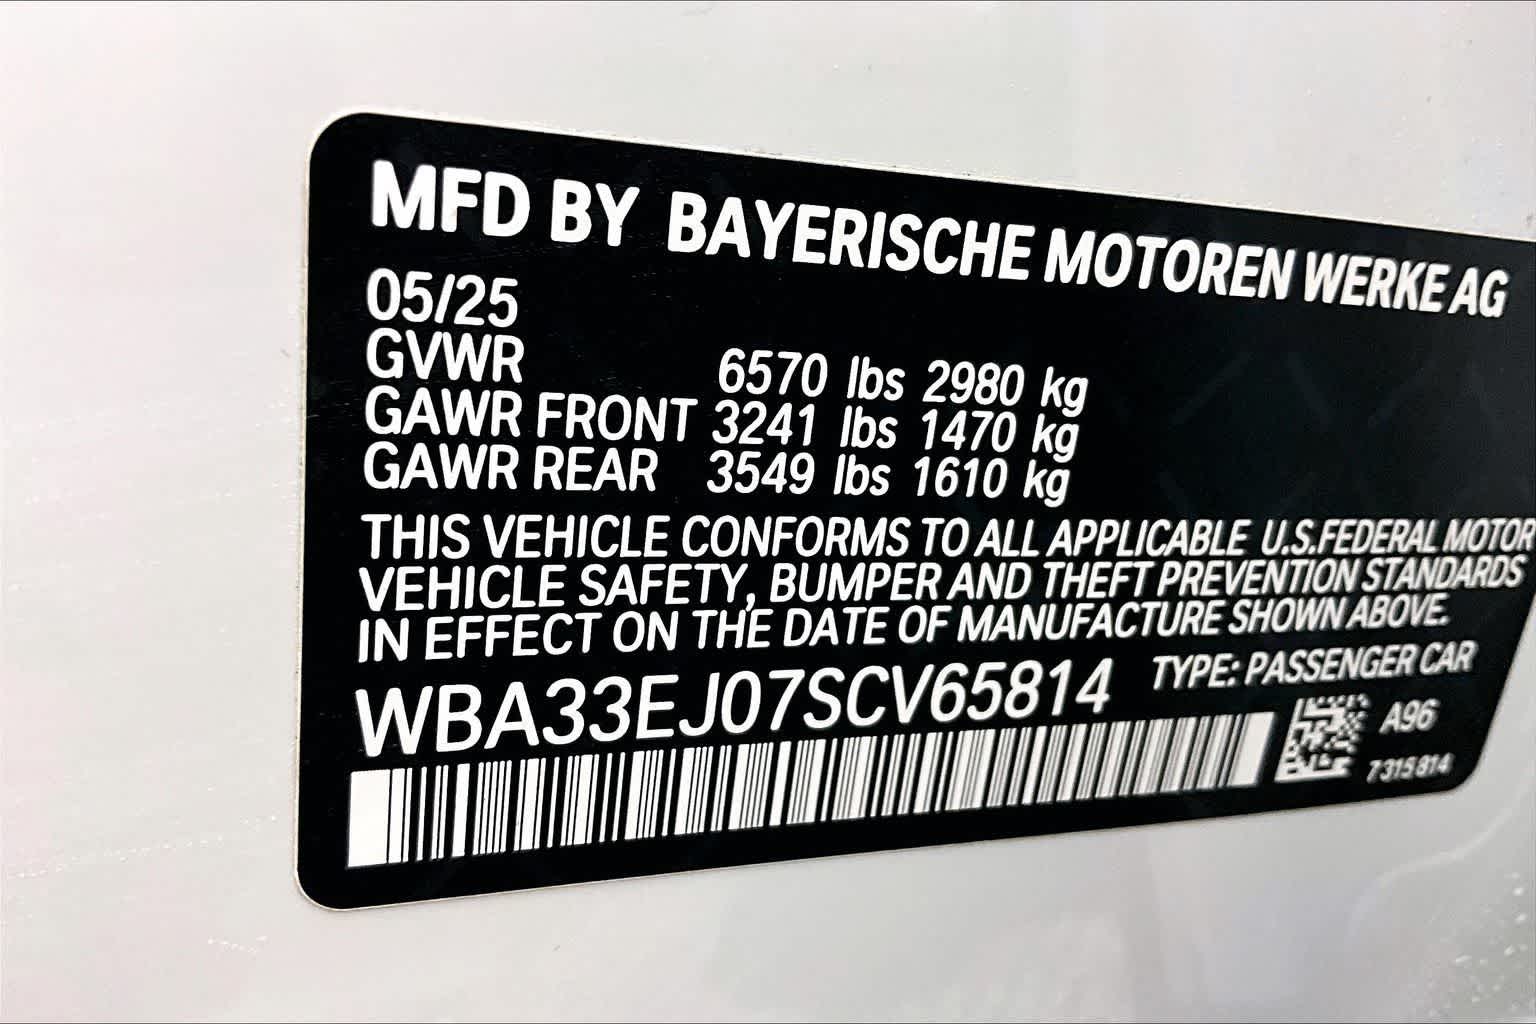 MFD BY BAYERISCHE MOTOREN WERKE AG
05/25
GVWR 6570 lbs 2980 kg
GAWR FRONT 3241 lbs 1470 kg
GAWR REAR 3549 lbs 1610 kg
THIS VEHICLE CONFORMS TO ALL APPLICABLE U.S.FEDERAL MOTOR
VEHICLE SAFETY, BUMPER AND THEFT PREVENTION STANDARDS
IN EFFECT ON THE DATE OF MANUFACTURE SHOWN ABOVE.
WBA33EJ07SCV65814 TYPE: PASSENGER CAR
A96
7315814